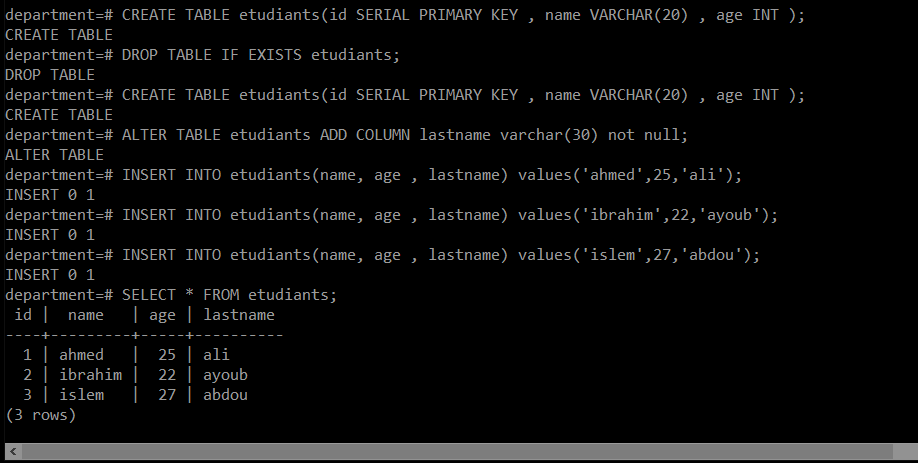 department=# CREATE TABLE etudiants(id SERIAL PRIMARY KEY , name VARCHAR(20) , age INT );
CREATE TABLE
department=# DROP TABLE IF EXISTS etudiants;
DROP TABLE
department=# CREATE TABLE etudiants(id SERIAL PRIMARY KEY , name VARCHAR(20) , age INT );
CREATE TABLE
department=# ALTER TABLE etudiants ADD COLUMN lastname varchar(30) not null;
ALTER TABLE
department=# INSERT INTO etudiants(name, age , lastname) values('ahmed',25,'ali');
INSERT 0 1
department=# INSERT INTO etudiants(name, age , lastname) values('ibrahim',22,'ayoub');
INSERT 0 1
department=# INSERT INTO etudiants(name, age , lastname) values('islem',27,'abdou');
INSERT 0 1
department=# SELECT * FROM etudiants;
 id |  name   | age | lastname
----+---------+-----+----------
  1 | ahmed   |  25 | ali
  2 | ibrahim |  22 | ayoub
  3 | islem   |  27 | abdou
(3 rows)